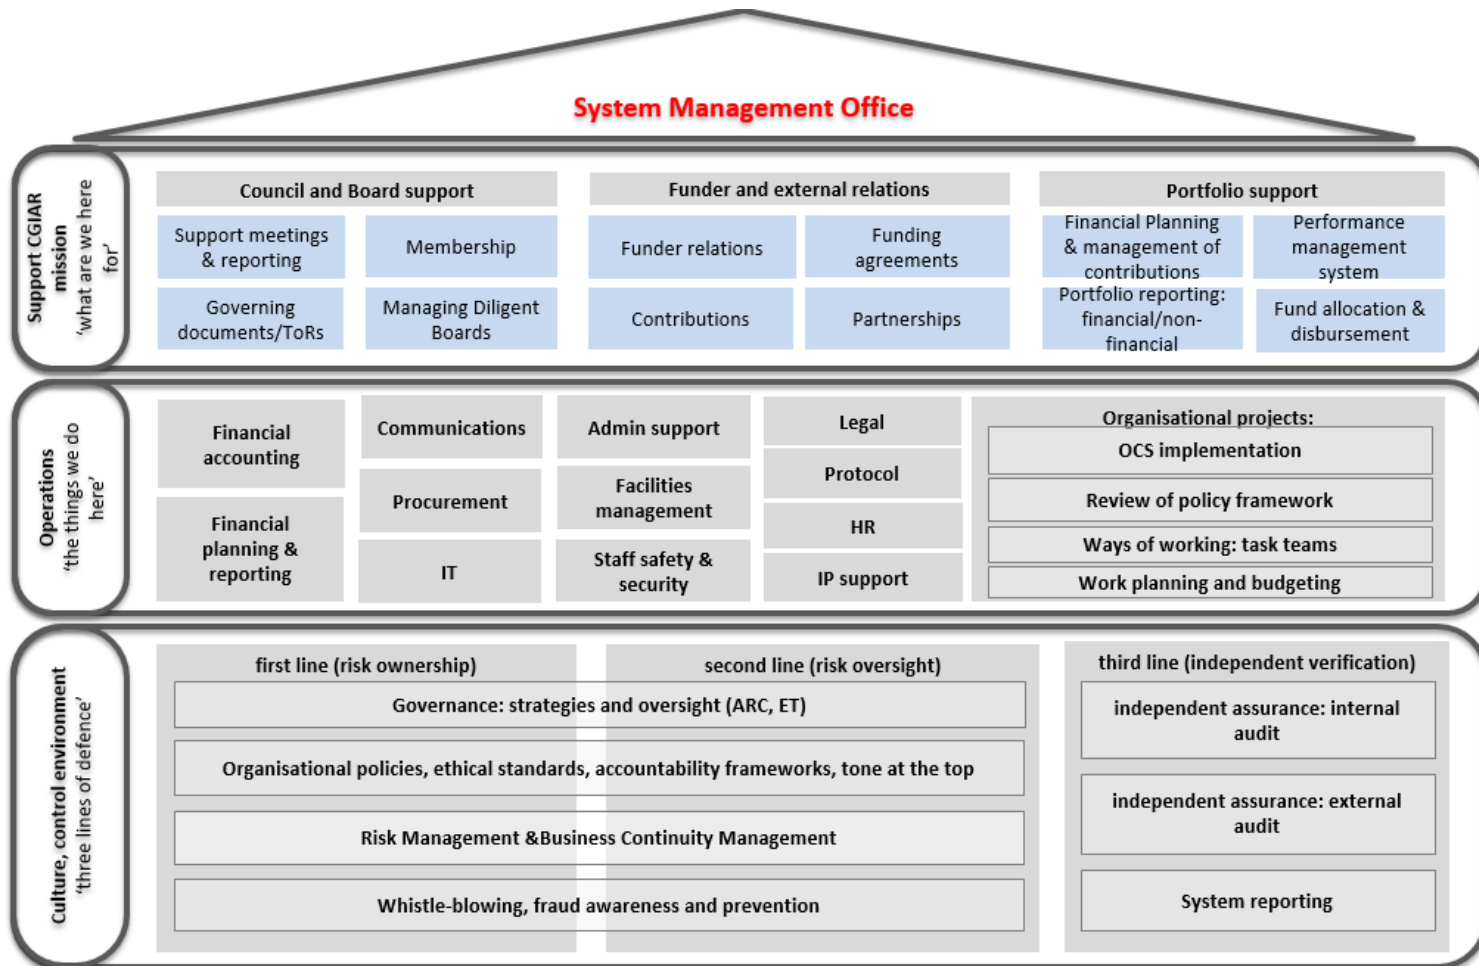 System Management Office
Support CGIAR
mission
'what are we here
for'
Council and Board support
Funder and external relations
Portfolio support
Support meetings
& reporting
Membership
Funder relations
Funding
agreements
Financial Planning
& management of
contributions
Performance
management
system
Governing
documents/ToRs
Managing Diligent
Boards
Contributions
Partnerships
Portfolio reporting:
financial/non-
financial
Fund allocation &
disbursement
Operations
'the things we do
here'
Financial
accounting
Financial
planning &
reporting
Communications
Procurement
IT
Admin support
Facilities
management
Staff safety &
security
Legal
Protocol
HR
IP support
Organisational projects:
OCS implementation
Review of policy framework
Ways of working: task teams
Work planning and budgeting
Culture, control environment
'three lines of defence'
first line (risk ownership)
second line (risk oversight)
third line (independent verification)
Governance: strategies and oversight (ARC, ET)
Organisational policies, ethical standards, accountability frameworks, tone at the top
Risk Management &Business Continuity Management
Whistle-blowing, fraud awareness and prevention
independent assurance: internal
audit
independent assurance: external
audit
System reporting